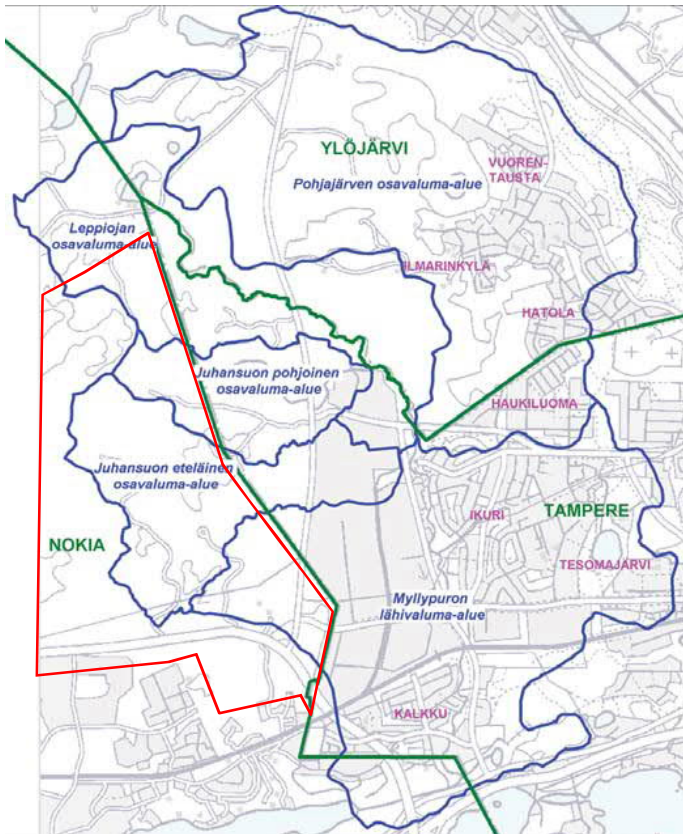 YLÖJÄRVI
VUOREN-
TAUSTA
Pohjajärven osavaluma-alue
Leppiojan
osavaluma-alue
ILMARINKYLÄ
HATOLA
Juhansuon pohjoinen
osavaluma-alue
HAUKILUOMA
Juhansuon eteläinen
osavaluma-alue
IKURI
TAMPERE
NOKIA
TESOMAJÄRVI
Myllypuron
lähivaluma-alue
KALKKU